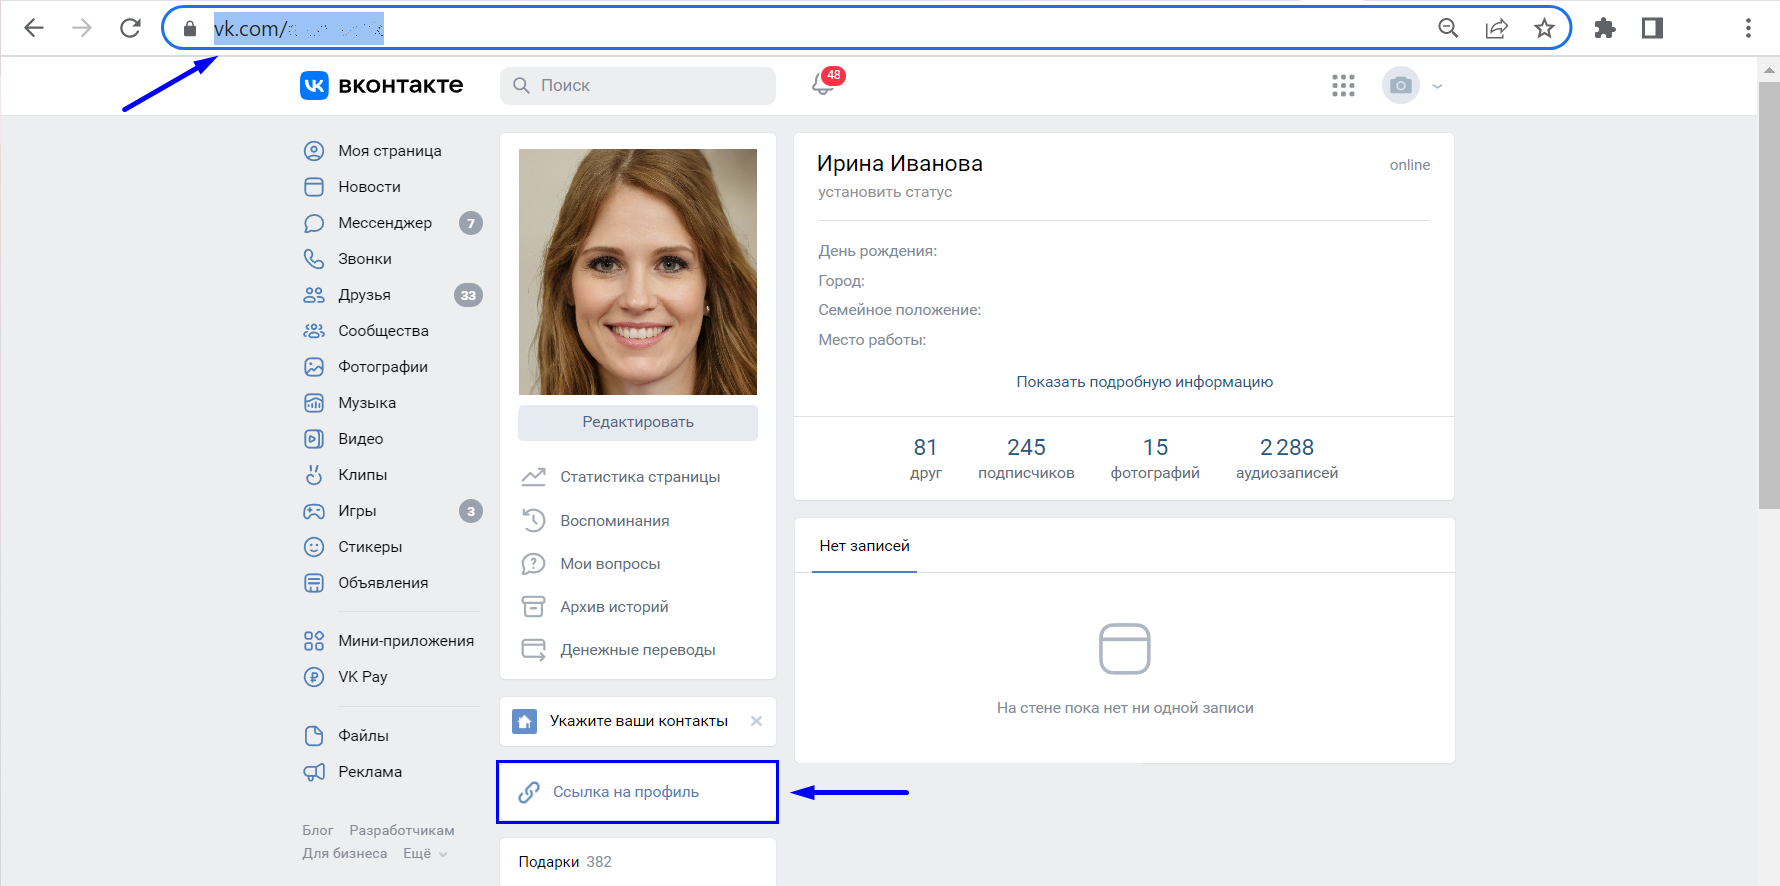 vk.com/
вконтакте
Поиск
48
Моя страница
Новости
Мессенджер 7
Звонки
Друзья 33
Сообщества
Фотографии
Музыка
Видео
Клипы
Игры 3
Стикеры
Объявления
Мини-приложения
VK Pay
Файлы
Реклама
Блог Разработчикам
Для бизнеса Ещё
Редактировать
Статистика страницы
Воспоминания
Мои вопросы
Архив историй
Денежные переводы
Укажите ваши контакты
Ссылка на профиль
Подарки 382
Ирина Иванова
online
установить статус
День рождения:
Город:
Семейное положение:
Место работы:
Показать подробную информацию
81 245 15 2 288
друг подписчиков фотографий аудиозаписей
Нет записей
На стене пока нет ни одной записи